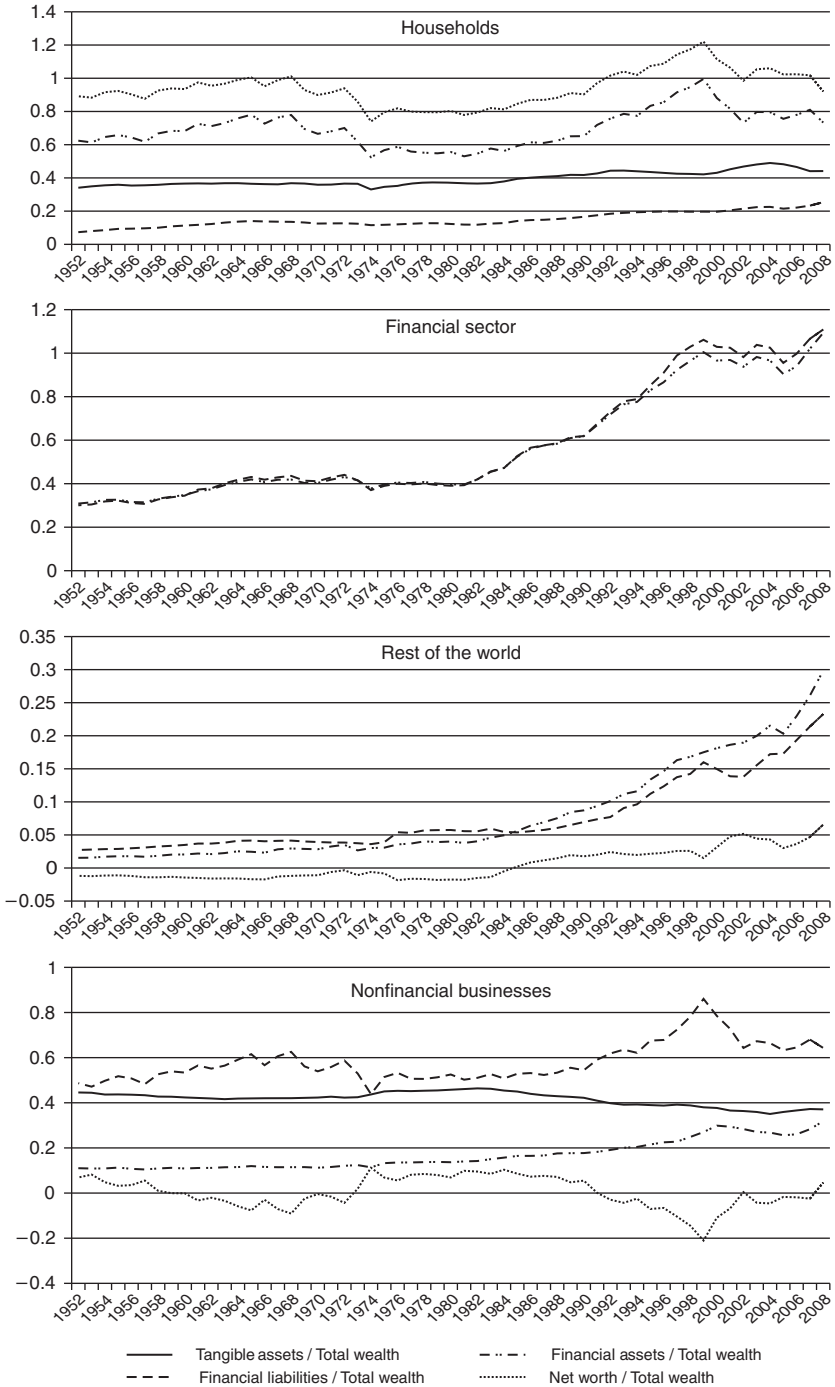 Households
1.4
1.2
1
0.8
0.6
0.4
0.2
0
1952 1954 1956 1958 1960 1962 1964 1966 1968 1970 1972 1974 1976 1978 1980 1982 1984 1986 1988 1990 1992 1994 1996 1998 2000 2002 2004 2006 2008
Financial sector
1.2
1
0.8
0.6
0.4
0.2
0
1952 1954 1956 1958 1960 1962 1964 1966 1968 1970 1972 1974 1976 1978 1980 1982 1984 1986 1988 1990 1992 1994 1996 1998 2000 2002 2004 2006 2008
Rest of the world
0.35
0.3
0.25
0.2
0.15
0.1
0.05
0
−0.05
1952 1954 1956 1958 1960 1962 1964 1966 1968 1970 1972 1974 1976 1978 1980 1982 1984 1986 1988 1990 1992 1994 1996 1998 2000 2002 2004 2006 2008
Nonfinancial businesses
1
0.8
0.6
0.4
0.2
0
−0.2
−0.4
1952 1954 1956 1958 1960 1962 1964 1966 1968 1970 1972 1974 1976 1978 1980 1982 1984 1986 1988 1990 1992 1994 1996 1998 2000 2002 2004 2006 2008
Tangible assets / Total wealth
Financial assets / Total wealth
Financial liabilities / Total wealth
Net worth / Total wealth